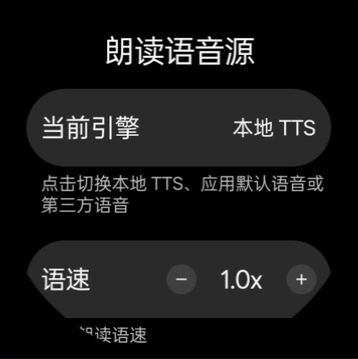 朗读语音源
当前引擎 本地 TTS
点击切换本地 TTS、应用默认语音或
第三方语音
语速 − 1.0x +
朗读语速